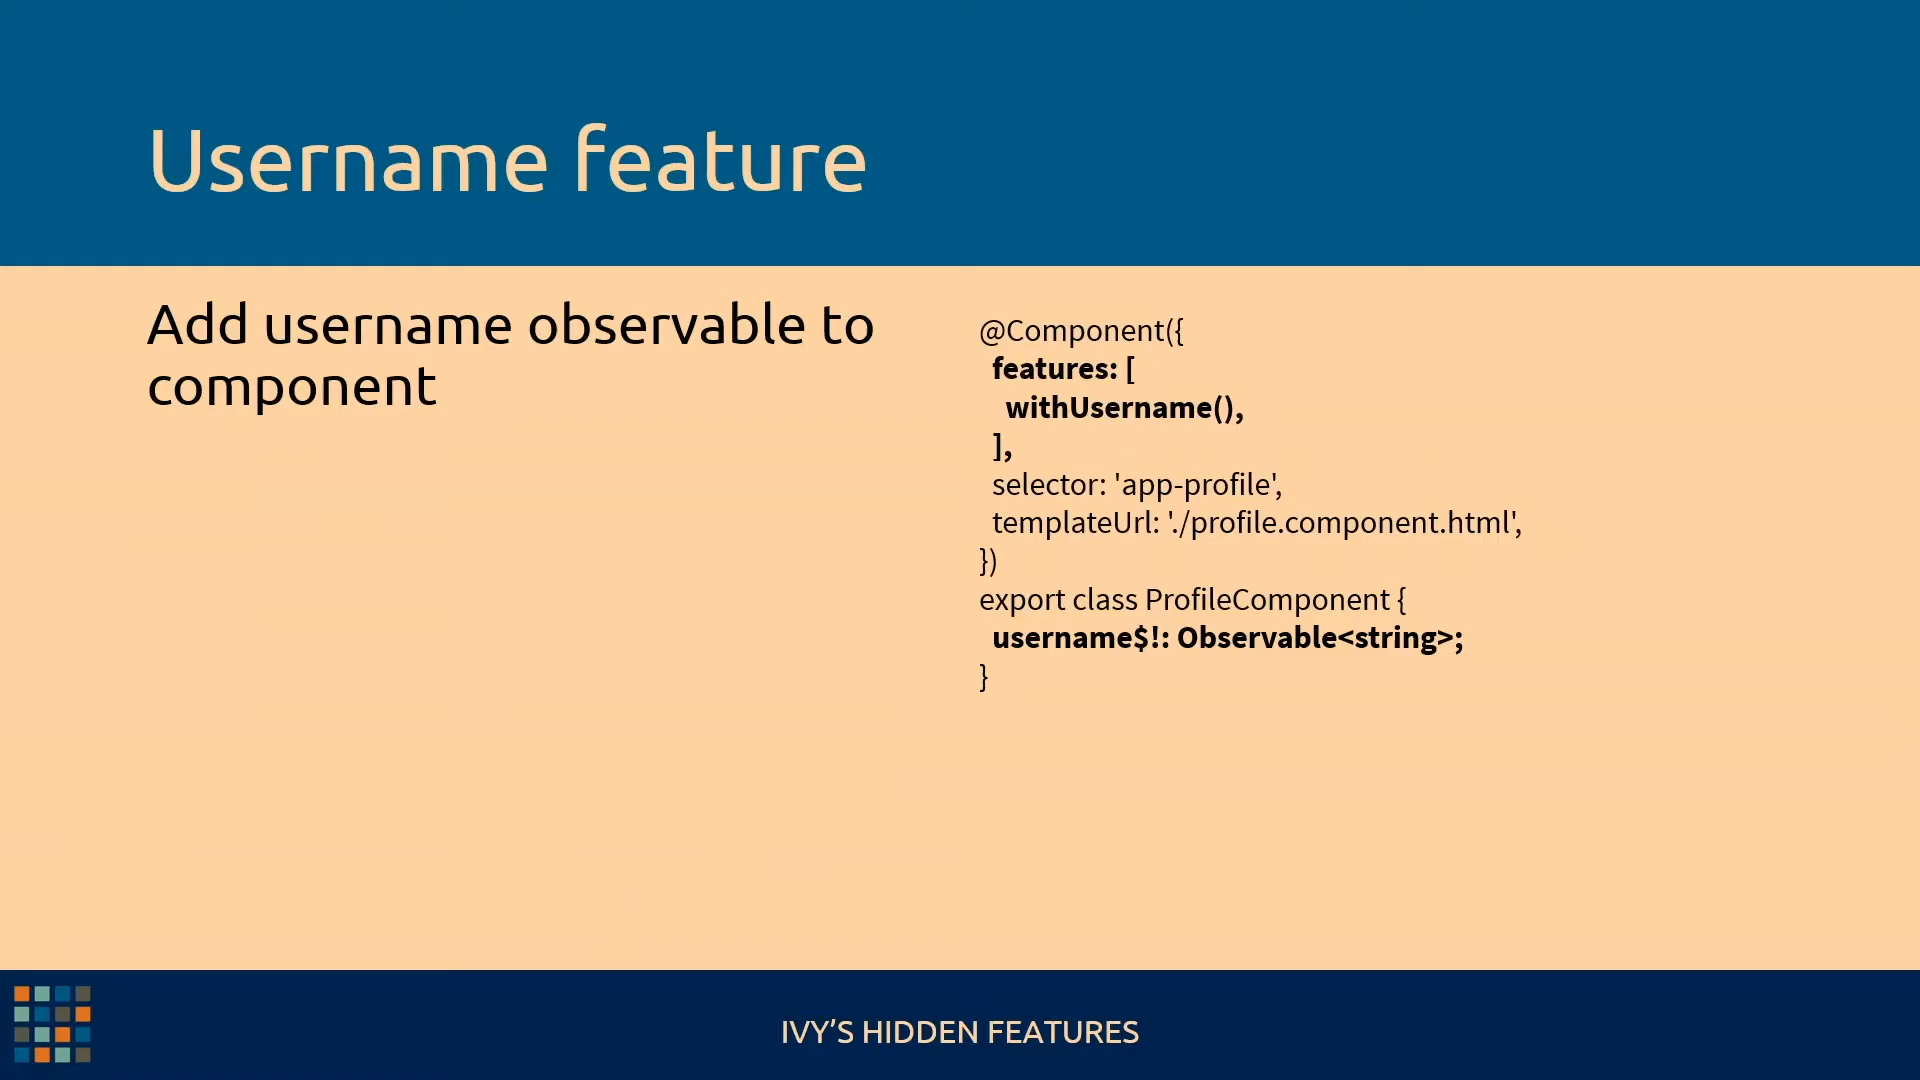 Username feature
Add username observable to
component
@Component({
  features: [
    withUsername(),
  ],
  selector: 'app-profile',
  templateUrl: './profile.component.html',
})
export class ProfileComponent {
  username$!: Observable<string>;
}
IVY’S HIDDEN FEATURES